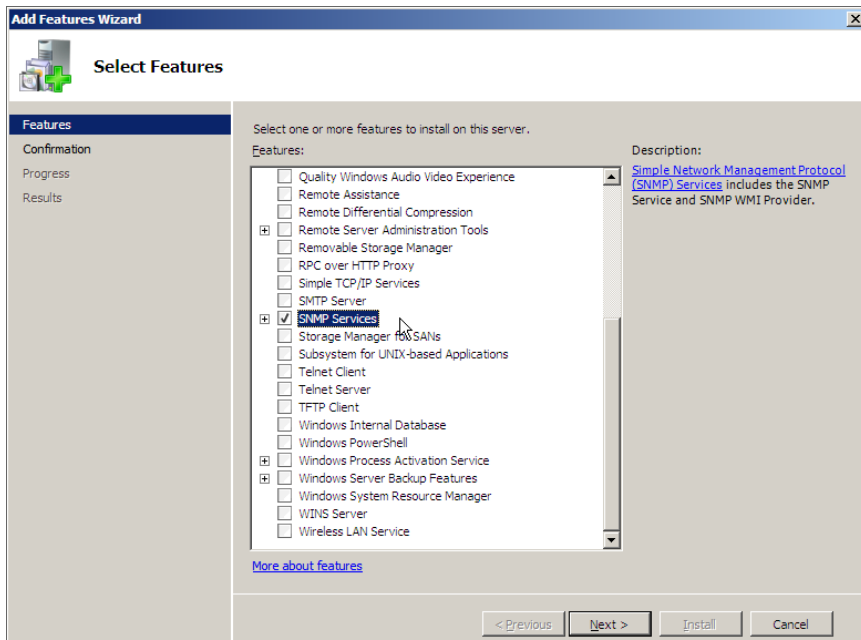 Add Features Wizard
Select Features
Features
Confirmation
Progress
Results
Select one or more features to install on this server.
Features:
Quality Windows Audio Video Experience
Remote Assistance
Remote Differential Compression
Remote Server Administration Tools
Removable Storage Manager
RPC over HTTP Proxy
Simple TCP/IP Services
SMTP Server
SNMP Services
Storage Manager for SANs
Subsystem for UNIX-based Applications
Telnet Client
Telnet Server
TFTP Client
Windows Internal Database
Windows PowerShell
Windows Process Activation Service
Windows Server Backup Features
Windows System Resource Manager
WINS Server
Wireless LAN Service
More about features
Description:
Simple Network Management Protocol
(SNMP) Services includes the SNMP
Service and SNMP WMI Provider.
< Previous
Next >
Install
Cancel